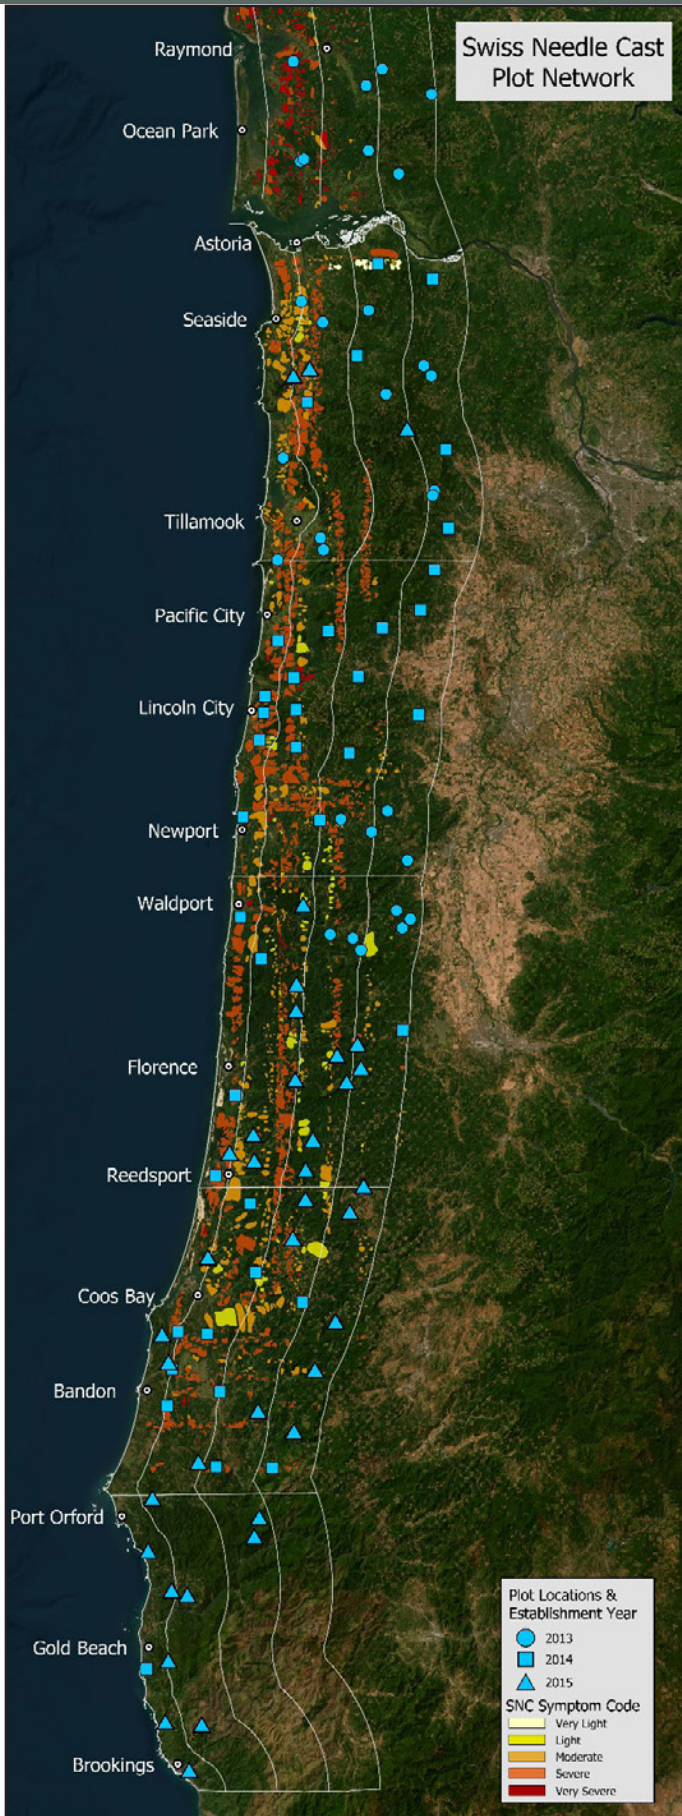 Swiss Needle Cast
Plot Network
Raymond
Ocean Park
Astoria
Seaside
Tillamook
Pacific City
Lincoln City
Newport
Waldport
Florence
Reedsport
Coos Bay
Bandon
Port Orford
Gold Beach
Brookings
Plot Locations &
Establishment Year
2013
2014
2015
SNC Symptom Code
Very Light
Light
Moderate
Severe
Very Severe